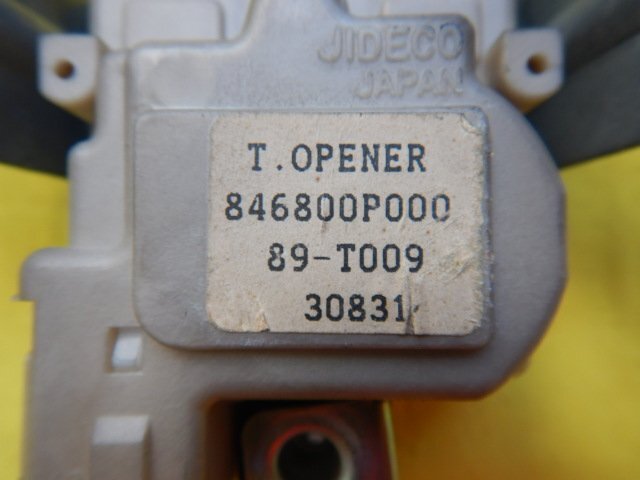 JIDECO
JAPAN
T.OPENER
846800P000
89-T009
30831